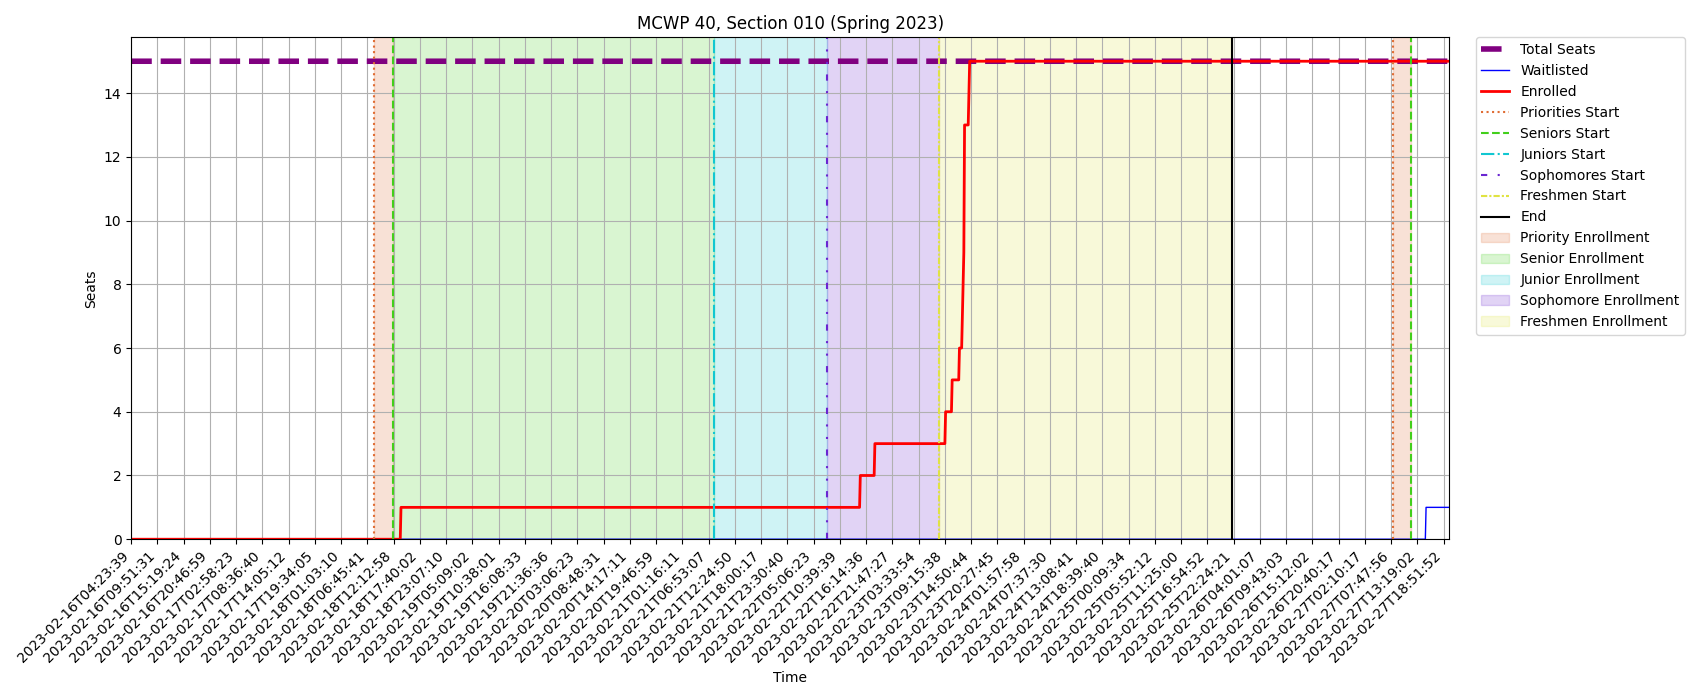 MCWP 40, Section 010 (Spring 2023)
Seats
14
12
10
8
6
4
2
0
2023-02-16T04:23:39
2023-02-16T09:51:31
2023-02-16T15:19:24
2023-02-16T20:46:59
2023-02-17T02:58:23
2023-02-17T08:36:40
2023-02-17T14:05:12
2023-02-17T19:34:05
2023-02-18T01:03:10
2023-02-18T06:45:41
2023-02-18T12:12:58
2023-02-18T17:40:02
2023-02-18T23:07:10
2023-02-19T05:09:02
2023-02-19T10:38:01
2023-02-19T16:08:33
2023-02-19T21:36:36
2023-02-20T03:06:23
2023-02-20T08:48:31
2023-02-20T14:17:11
2023-02-20T19:46:59
2023-02-21T01:16:11
2023-02-21T06:53:07
2023-02-21T12:24:50
2023-02-21T18:00:17
2023-02-21T23:30:40
2023-02-22T05:06:23
2023-02-22T10:39:39
2023-02-22T16:14:36
2023-02-22T21:47:27
2023-02-23T03:33:54
2023-02-23T09:15:38
2023-02-23T14:50:44
2023-02-23T20:27:45
2023-02-24T01:57:58
2023-02-24T07:37:30
2023-02-24T13:08:41
2023-02-24T18:39:40
2023-02-25T00:09:34
2023-02-25T05:52:12
2023-02-25T11:25:00
2023-02-25T16:54:52
2023-02-25T22:24:21
2023-02-26T04:01:07
2023-02-26T09:43:03
2023-02-26T15:12:02
2023-02-26T20:40:17
2023-02-27T02:10:17
2023-02-27T07:47:56
2023-02-27T13:19:02
2023-02-27T18:51:52
Time
Total Seats
Waitlisted
Enrolled
Priorities Start
Seniors Start
Juniors Start
Sophomores Start
Freshmen Start
End
Priority Enrollment
Senior Enrollment
Junior Enrollment
Sophomore Enrollment
Freshmen Enrollment